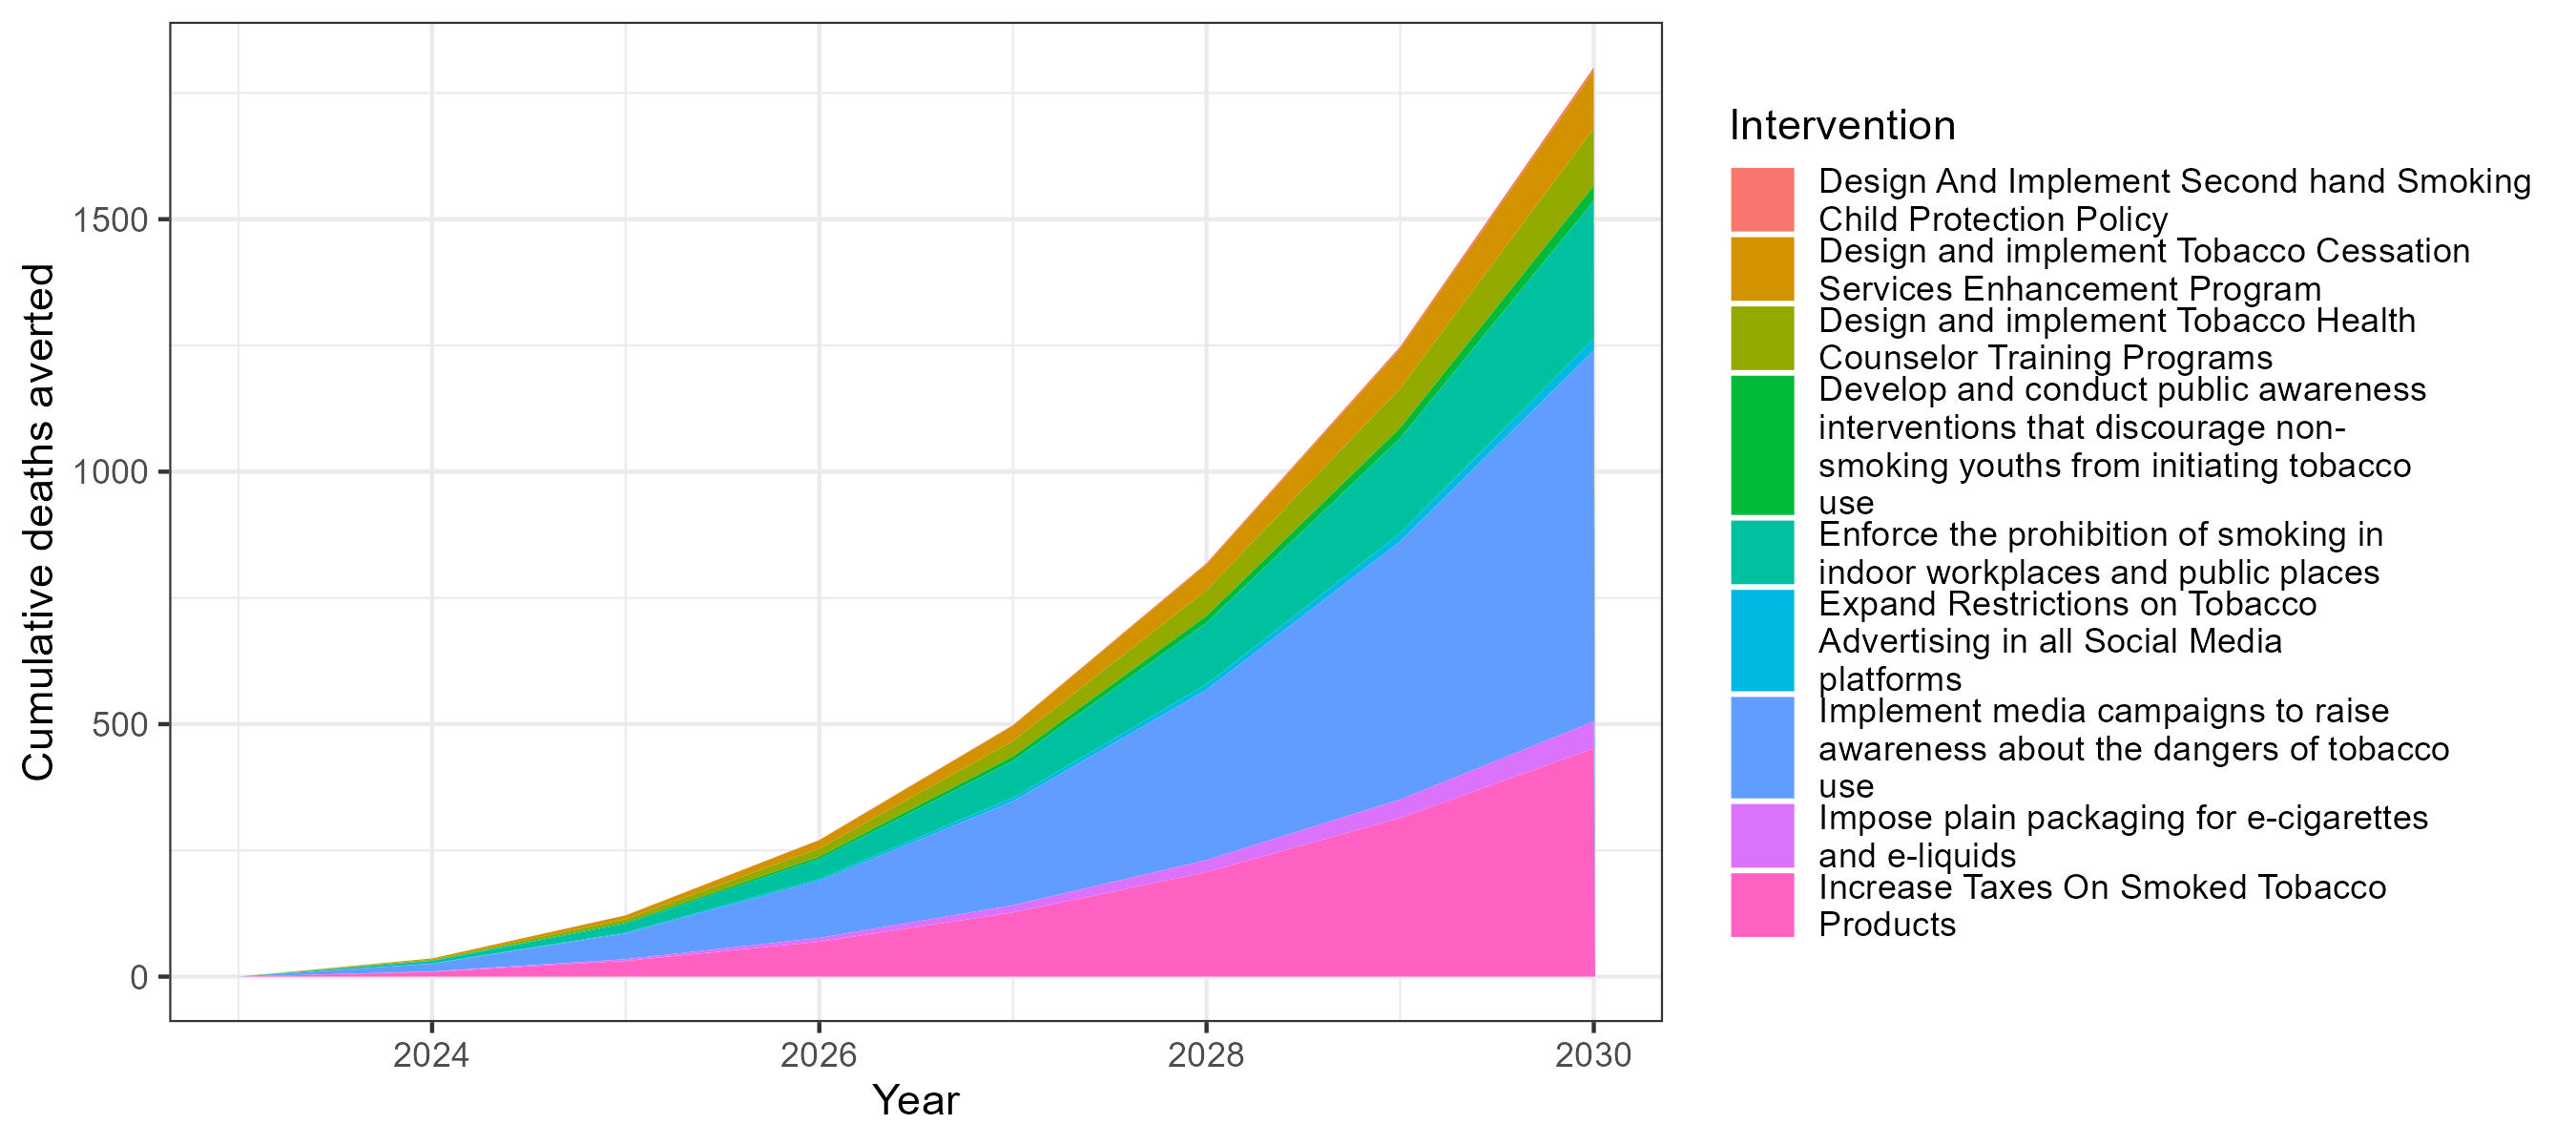 Cumulative deaths averted
1500
1000
500
0
2024
2026
2028
2030
Year
Intervention
Design And Implement Second hand Smoking
Child Protection Policy
Design and implement Tobacco Cessation
Services Enhancement Program
Design and implement Tobacco Health
Counselor Training Programs
Develop and conduct public awareness
interventions that discourage non-
smoking youths from initiating tobacco
use
Enforce the prohibition of smoking in
indoor workplaces and public places
Expand Restrictions on Tobacco
Advertising in all Social Media
platforms
Implement media campaigns to raise
awareness about the dangers of tobacco
use
Impose plain packaging for e-cigarettes
and e-liquids
Increase Taxes On Smoked Tobacco
Products